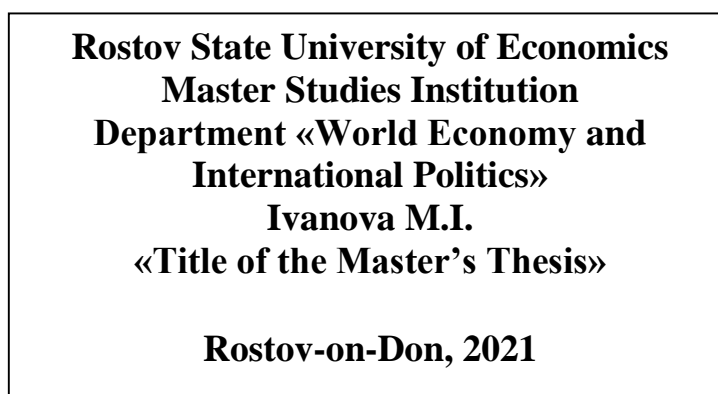 Rostov State University of Economics
Master Studies Institution
Department «World Economy and
International Politics»
Ivanova M.I.
«Title of the Master’s Thesis»
Rostov-on-Don, 2021